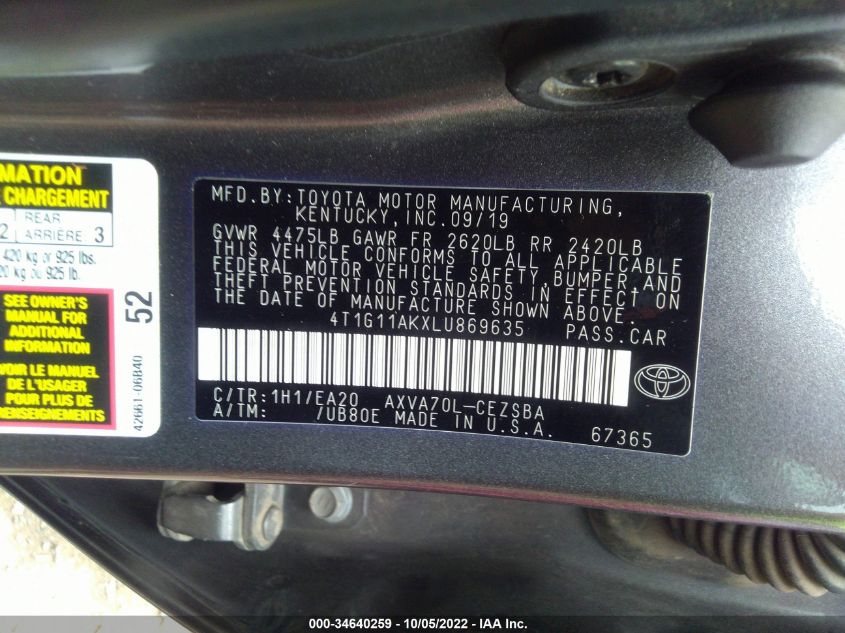 MATION
CHARGEMENT
2 REAR
ARRIÈRE 3
420 kg or 925 lbs.
20 kg ou 925 lb.
SEE OWNER'S
MANUAL FOR
ADDITIONAL
INFORMATION
VOIR LE MANUEL
DE L'USAGER
POUR PLUS DE
RENSEIGNEMENTS
52
42661-06B40
MFD.BY:TOYOTA MOTOR MANUFACTURING,
KENTUCKY, INC.09/19
GVWR 4475LB GAWR FR 2620LB RR 2420LB
THIS VEHICLE CONFORMS TO ALL APPLICABLE
FEDERAL MOTOR VEHICLE SAFETY,BUMPER,AND
THEFT PREVENTION STANDARDS IN EFFECT ON
THE DATE OF MANUFACTURE SHOWN ABOVE.
4T1G11AKXLU869635 PASS.CAR
C/TR:1H1/EA20 AXVA70L-CEZSBA
A/TM: /UB80E MADE IN U.S.A. 67365
000-34640259 - 10/05/2022 - IAA Inc.